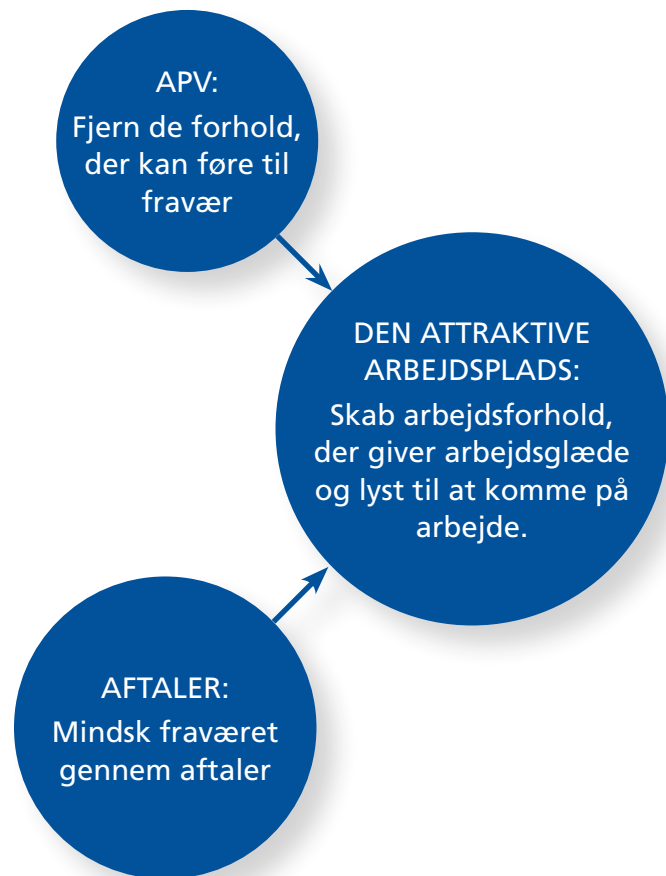 APV:
Fjern de forhold,
der kan føre til
fravær
DEN ATTRAKTIVE
ARBEJDSPLADS:
Skab arbejdsforhold,
der giver arbejdsglæde
og lyst til at komme på
arbejde.
AFTALER:
Mindsk fraværet
gennem aftaler